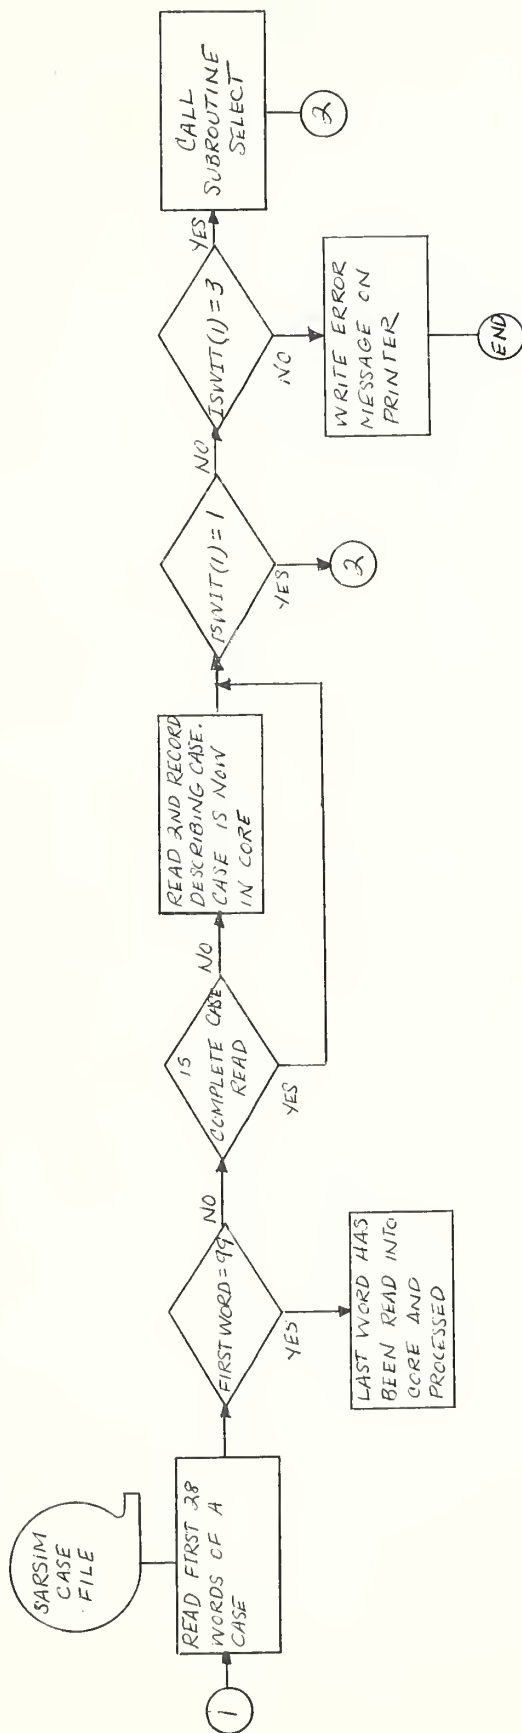 SARSIM
CASE
FILE
1
READ FIRST 28
WORDS OF A
CASE
FIRST WORD = 99
YES
LAST WORD HAS
BEEN READ INTO
CORE AND
PROCESSED
NO
IS
COMPLETE CASE
READ
YES
NO
READ 2ND RECORD
DESCRIBING CASE.
CASE IS NOW
IN CORE
ISWIT(1) = 1
YES
2
NO
ISWIT(1) = 3
NO
WRITE ERROR
MESSAGE ON
PRINTER
END
YES
CALL
SUBROUTINE
SELECT
2